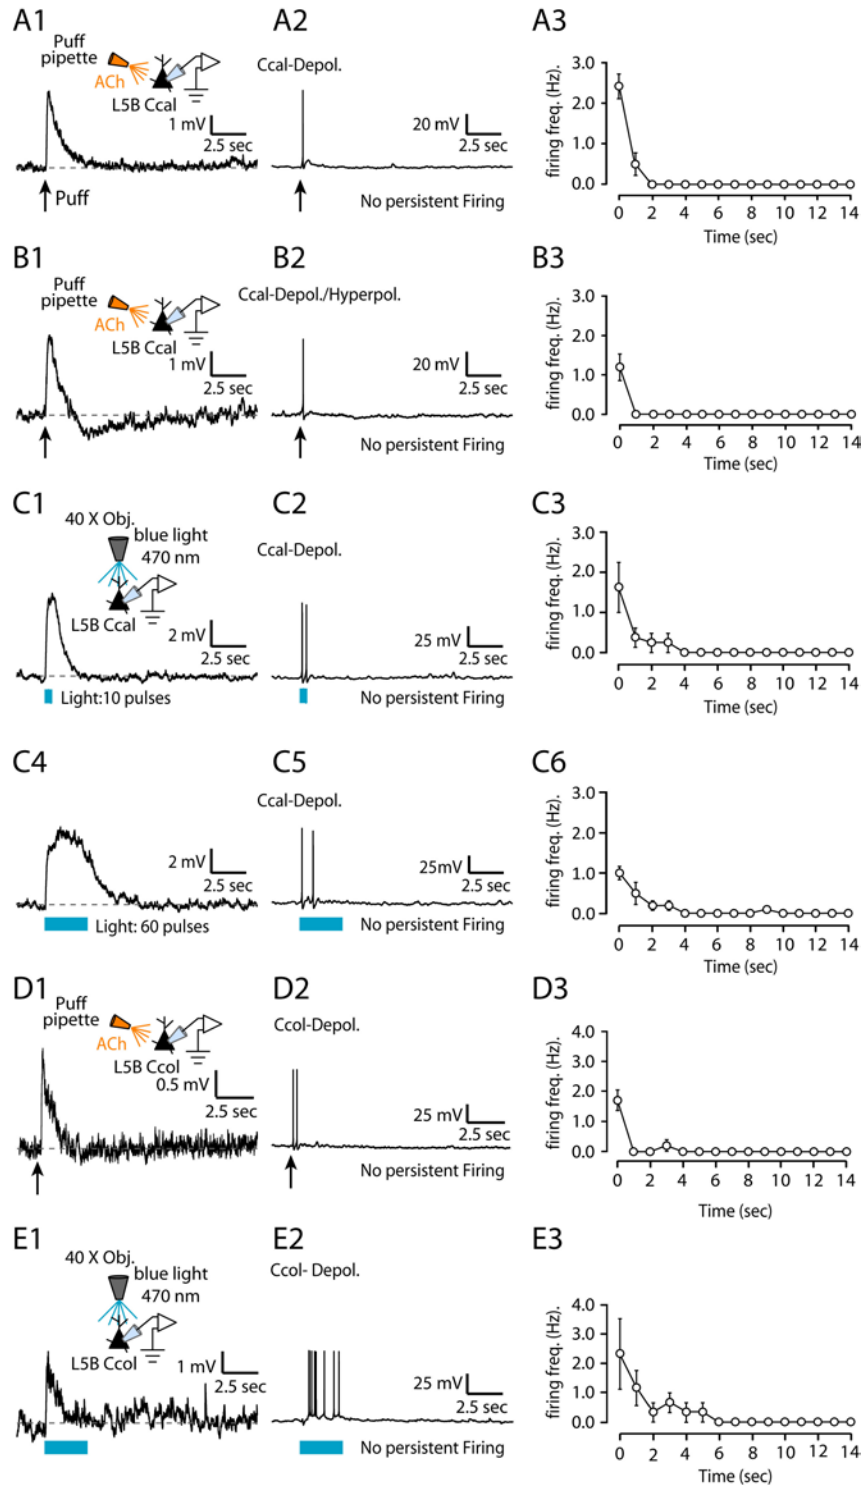 A1
Puff
pipette
ACh
L5B Ccal
1 mV
2.5 sec
Puff
A2
Ccal-Depol.
20 mV
2.5 sec
No persistent Firing
A3
firing freq. (Hz).
3.0
2.0
1.0
0.0
0 2 4 6 8 10 12 14
Time (sec)
B1
Puff
pipette
ACh
L5B Ccal
1 mV
2.5 sec
B2
Ccal-Depol./Hyperpol.
20 mV
2.5 sec
No persistent Firing
B3
firing freq. (Hz).
3.0
2.0
1.0
0.0
0 2 4 6 8 10 12 14
Time (sec)
C1
40 X Obj.
blue light
470 nm
L5B Ccal
2 mV
2.5 sec
Light:10 pulses
C2
Ccal-Depol.
25 mV
2.5 sec
No persistent Firing
C3
firing freq. (Hz).
3.0
2.0
1.0
0.0
0 2 4 6 8 10 12 14
Time (sec)
C4
2 mV
2.5 sec
Light: 60 pulses
C5
Ccal-Depol.
25mV
2.5 sec
No persistent Firing
C6
firing freq. (Hz).
3.0
2.0
1.0
0.0
0 2 4 6 8 10 12 14
Time (sec)
D1
Puff
pipette
ACh
L5B Ccol
0.5 mV
2.5 sec
D2
Ccol-Depol.
25 mV
2.5 sec
No persistent Firing
D3
firing freq. (Hz).
4.0
3.0
2.0
1.0
0.0
0 2 4 6 8 10 12 14
Time (sec)
E1
40 X Obj.
blue light
470 nm
L5B Ccol
1 mV
2.5 sec
E2
Ccol- Depol.
25 mV
2.5 sec
No persistent Firing
E3
firing freq. (Hz).
4.0
3.0
2.0
1.0
0.0
0 2 4 6 8 10 12 14
Time (sec)